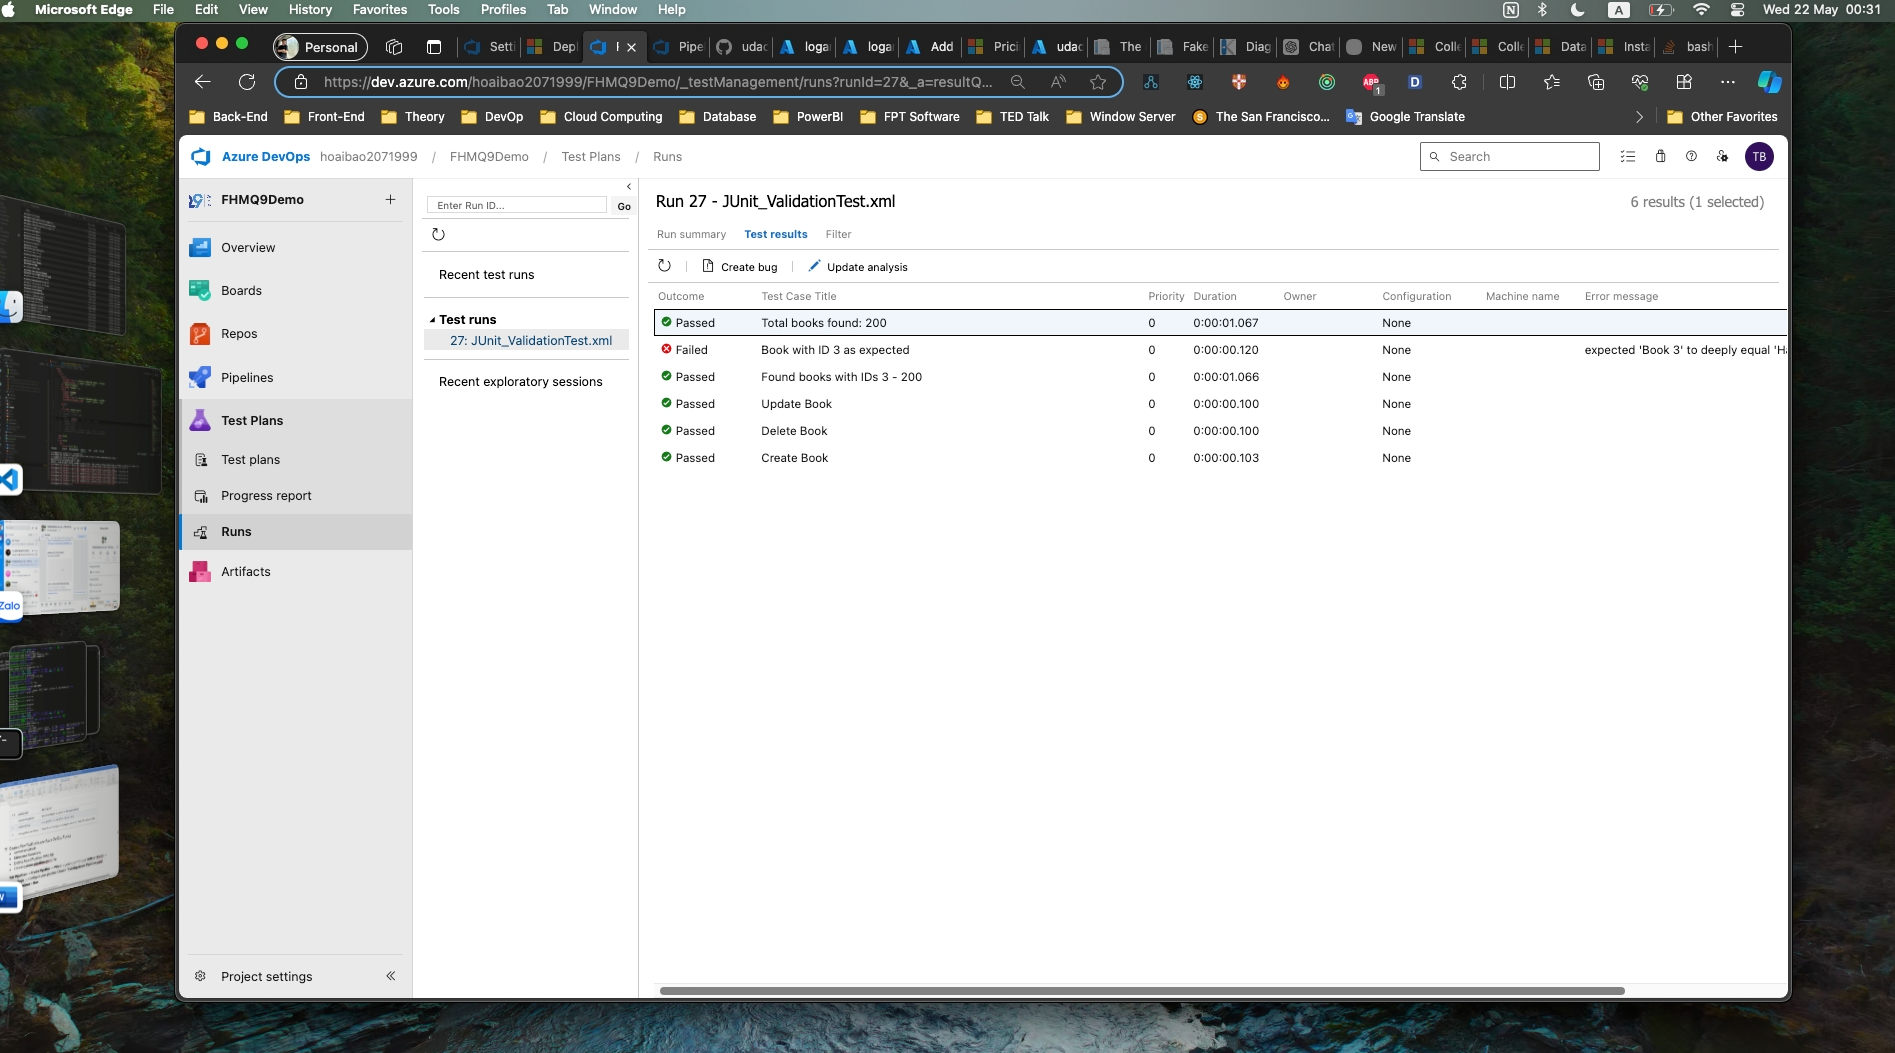 Microsoft Edge File Edit View History Favorites Tools Profiles Tab Window Help N A Wed 22 May 00:31
Personal Setti Depl Pipe udac loga loga Add Prici udac The Fake Diag Chat New Colle Colle Data Insta bash
https://dev.azure.com/hoaibao2071999/FHMQ9Demo/_testManagement/runs?runId=27&_a=resultQ... ABP 1 D
Back-End Front-End Theory DevOp Cloud Computing Database PowerBI FPT Software TED Talk Window Server The San Francisco... Google Translate Other Favorites
Azure DevOps hoaibao2071999 / FHMQ9Demo / Test Plans / Runs Search TB
FHMQ9Demo
Overview
Boards
Repos
Pipelines
Test Plans
Test plans
Progress report
Runs
Artifacts
Project settings
Enter Run ID... Go
Recent test runs
Test runs
27: JUnit_ValidationTest.xml
Recent exploratory sessions
Run 27 - JUnit_ValidationTest.xml 6 results (1 selected)
Run summary Test results Filter
Create bug Update analysis
Outcome Test Case Title Priority Duration Owner Configuration Machine name Error message
Passed Total books found: 200 0 0:00:01.067 None
Failed Book with ID 3 as expected 0 0:00:00.120 None expected 'Book 3' to deeply equal 'Ha
Passed Found books with IDs 3 - 200 0 0:00:01.066 None
Passed Update Book 0 0:00:00.100 None
Passed Delete Book 0 0:00:00.100 None
Passed Create Book 0 0:00:00.103 None
Zalo